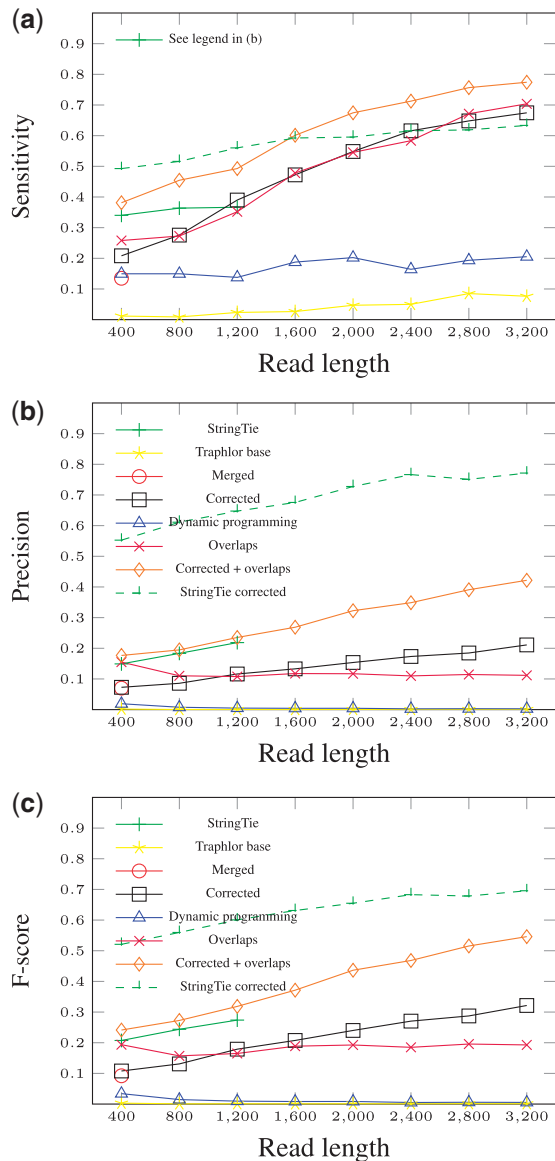 (a)
See legend in (b)
0.9
0.8
0.7
0.6
0.5
0.4
0.3
0.2
0.1
Sensitivity
400 800 1,200 1,600 2,000 2,400 2,800 3,200
Read length
(b)
0.9
0.8
0.7
0.6
0.5
0.4
0.3
0.2
0.1
Precision
StringTie
Traphlor base
Merged
Corrected
Dynamic programming
Overlaps
Corrected + overlaps
StringTie corrected
400 800 1,200 1,600 2,000 2,400 2,800 3,200
Read length
(c)
0.9
0.8
0.7
0.6
0.5
0.4
0.3
0.2
0.1
F-score
StringTie
Traphlor base
Merged
Corrected
Dynamic programming
Overlaps
Corrected + overlaps
StringTie corrected
400 800 1,200 1,600 2,000 2,400 2,800 3,200
Read length